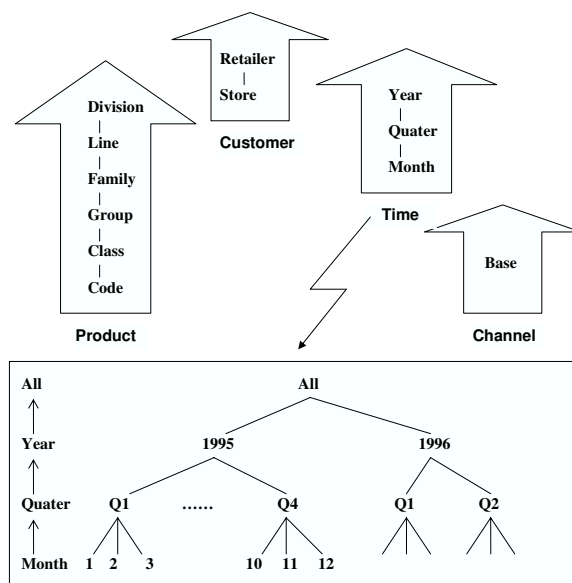 Retailer
Store
Customer
Division
Line
Family
Group
Class
Code
Product
Year
Quater
Month
Time
Base
Channel
All All
Year 1995 1996
Quater Q1 ...... Q4 Q1 Q2
Month 1 2 3 10 11 12